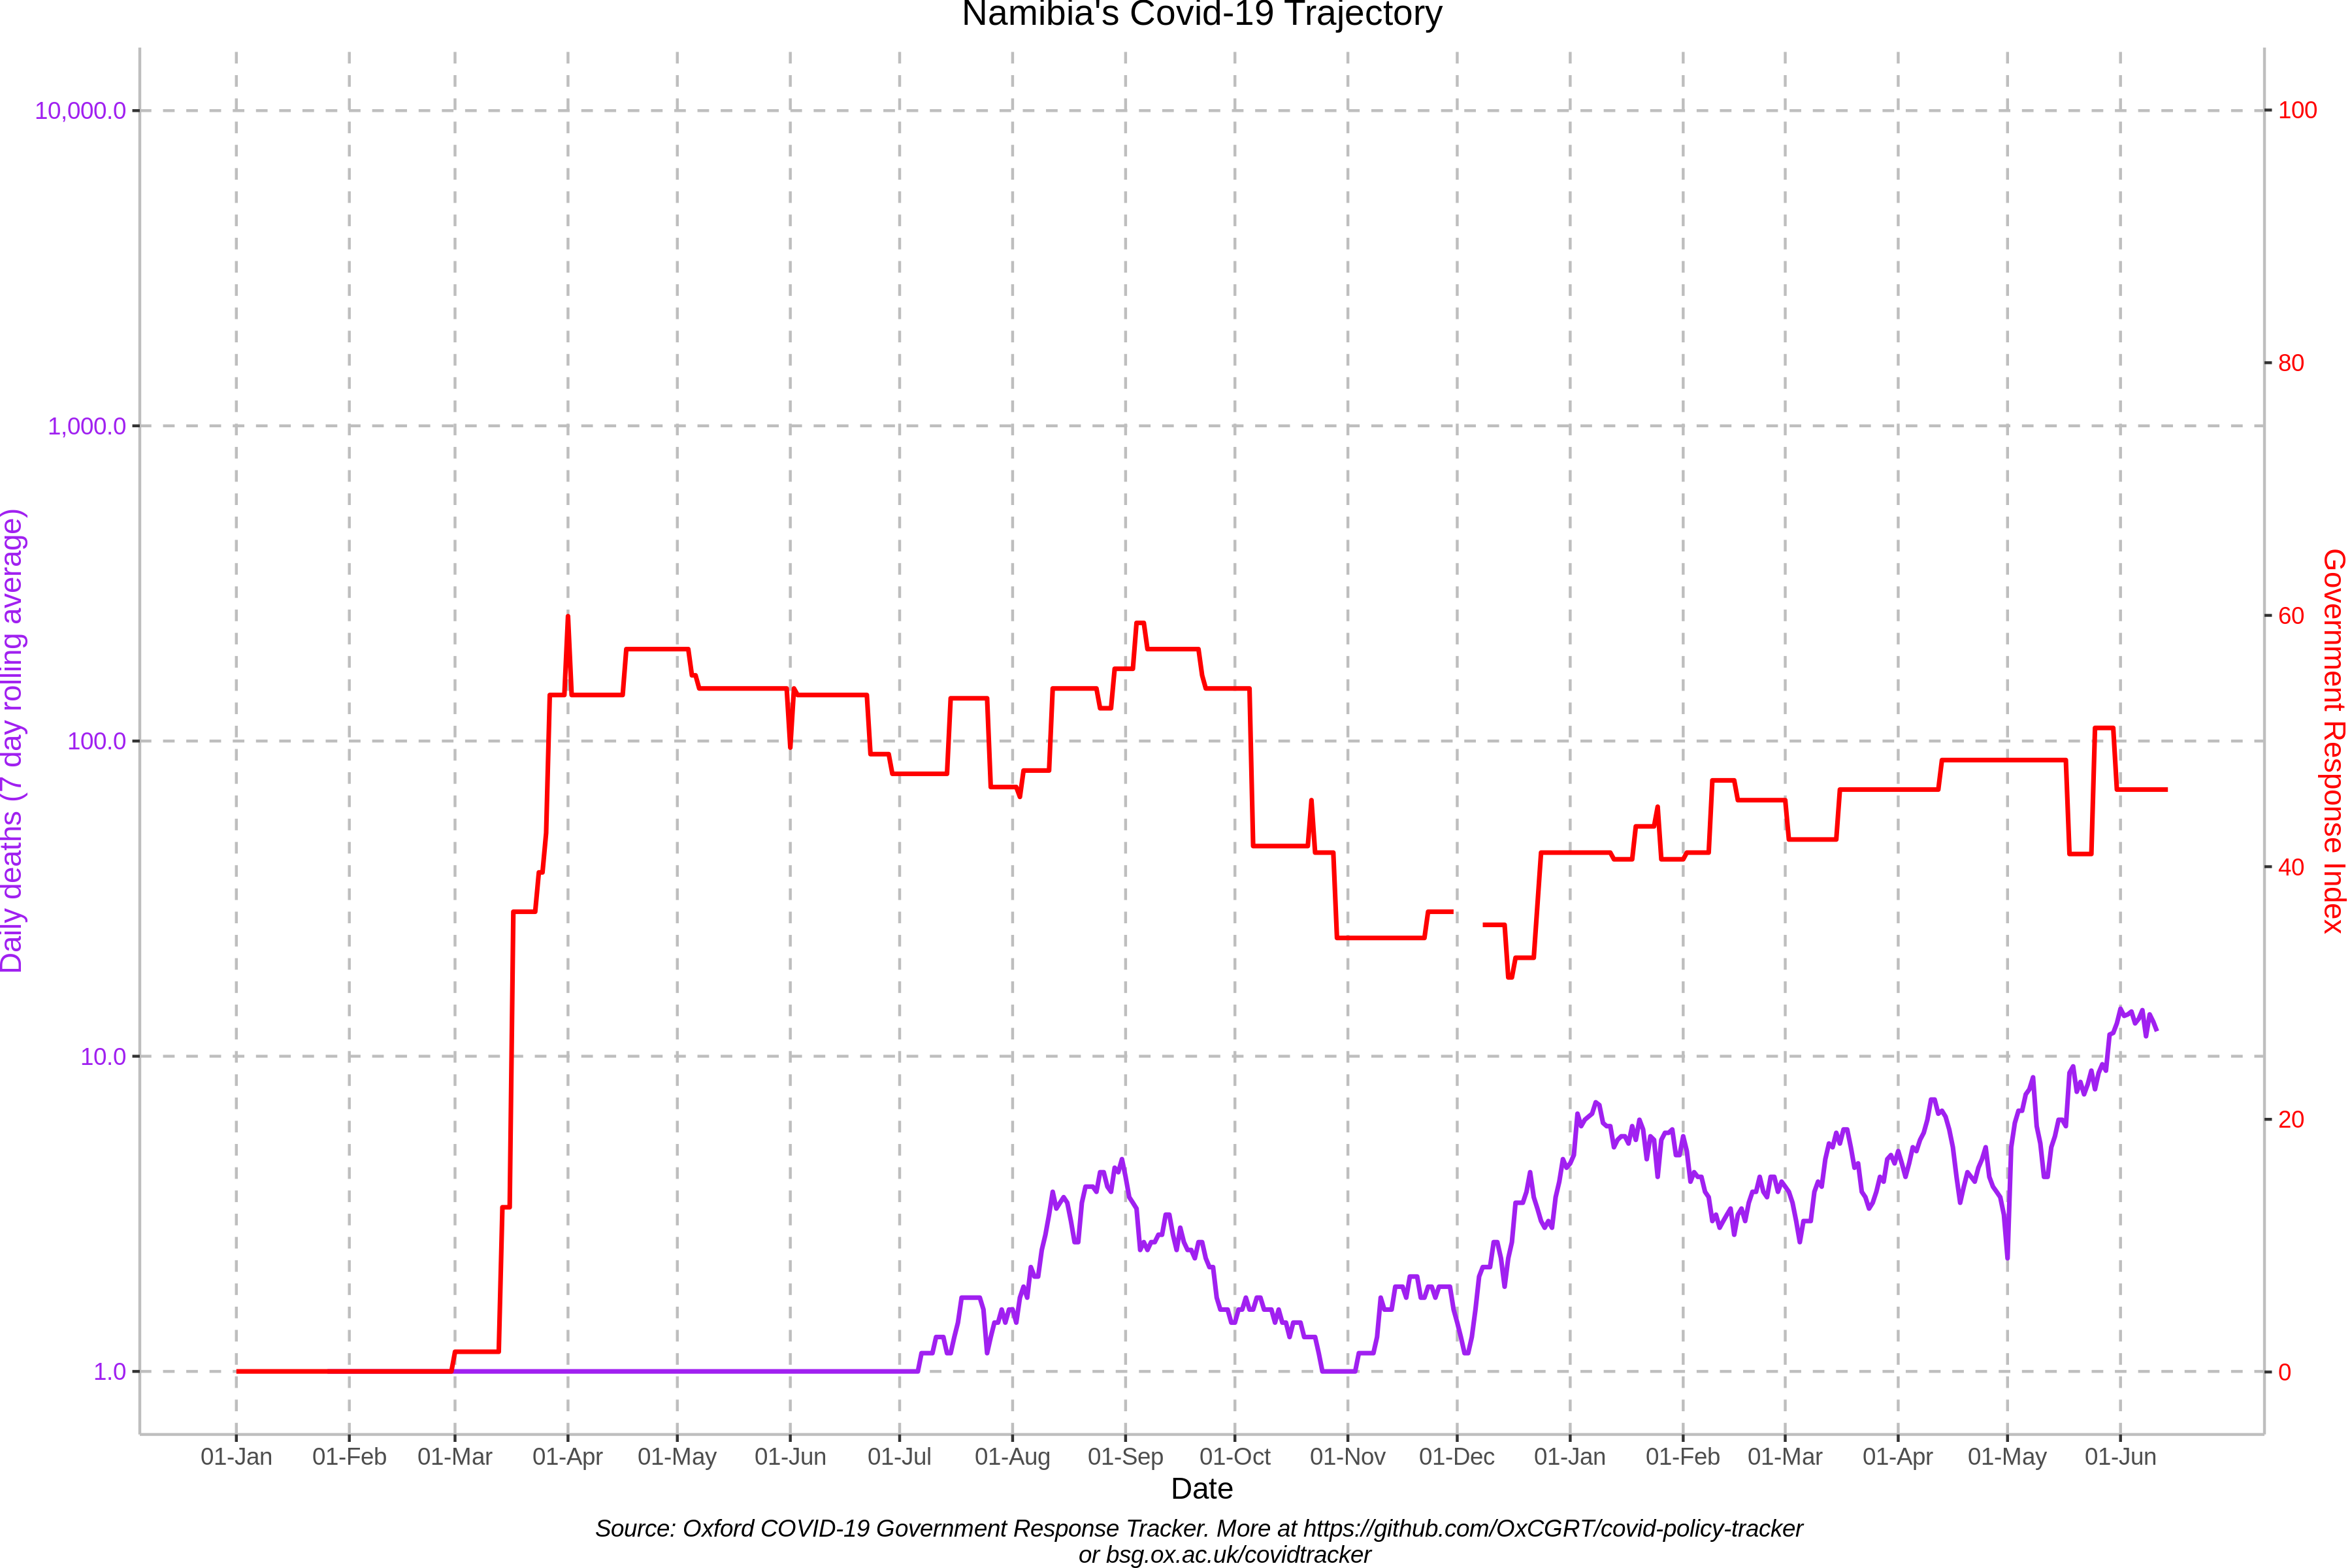 Namibia's Covid-19 Trajectory
10,000.0
1,000.0
100.0
10.0
1.0
Daily deaths (7 day rolling average)
100
80
60
40
20
0
Government Response Index
01-Jan 01-Feb 01-Mar 01-Apr 01-May 01-Jun 01-Jul 01-Aug 01-Sep 01-Oct 01-Nov 01-Dec 01-Jan 01-Feb 01-Mar 01-Apr 01-May 01-Jun
Date
Source: Oxford COVID-19 Government Response Tracker. More at https://github.com/OxCGRT/covid-policy-tracker
or bsg.ox.ac.uk/covidtracker